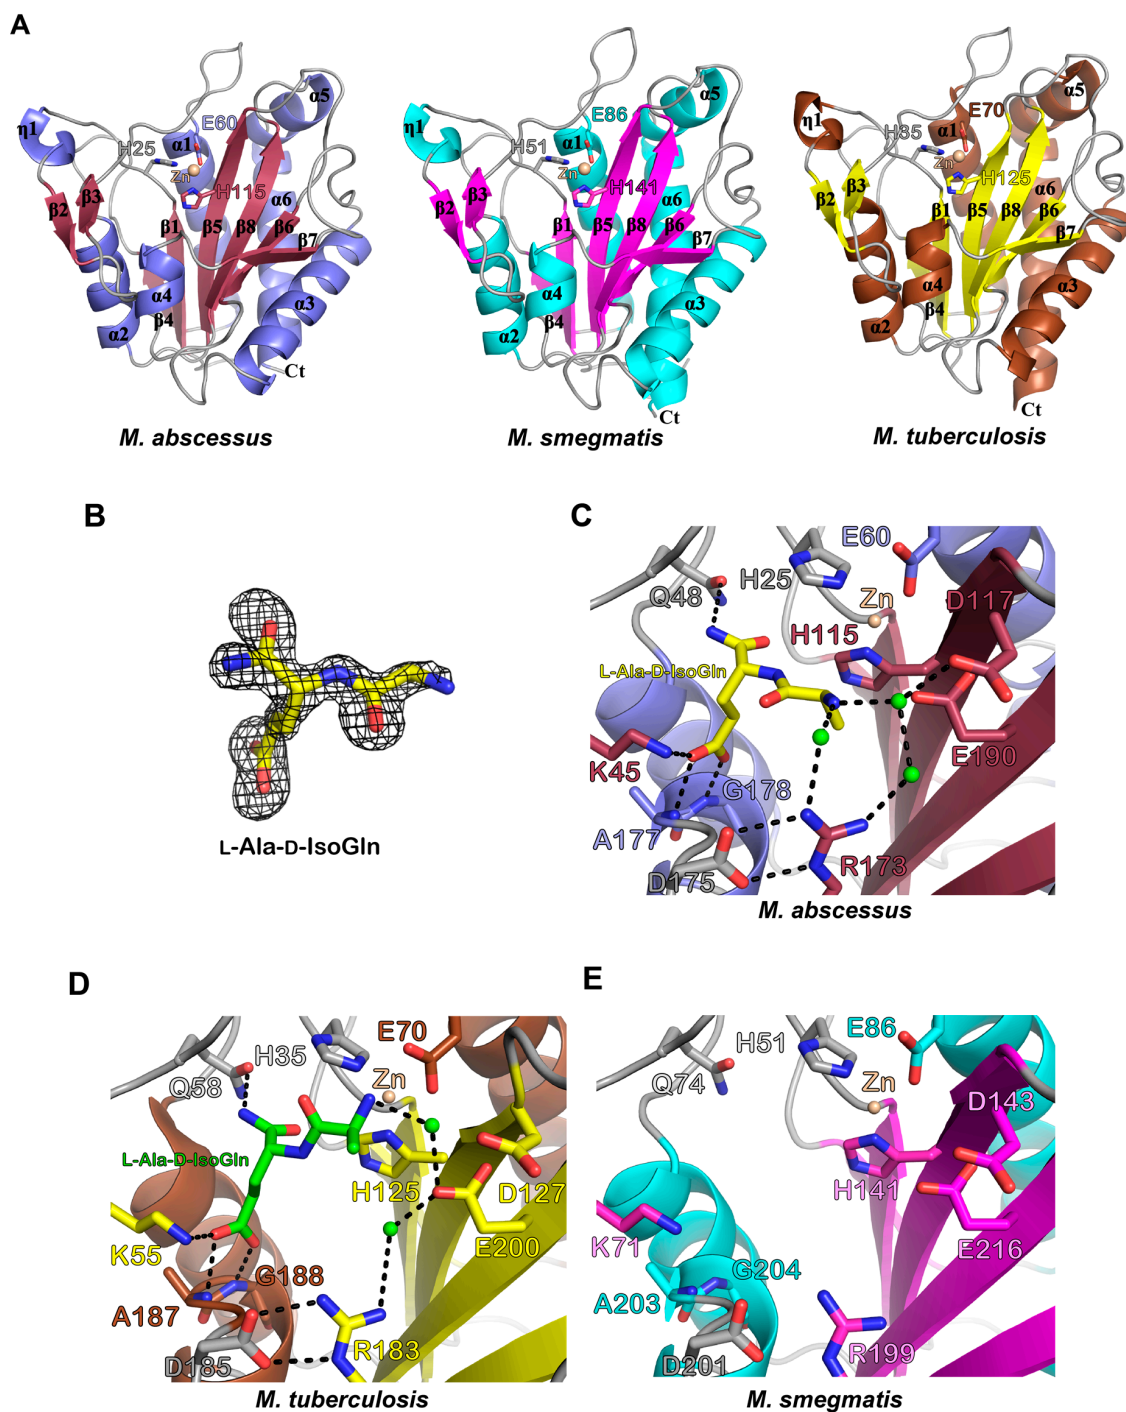 A
α5
η1
E60
H25
α1
Zn
H115
β3
β2
α6
β1
β5
β8
β6
β7
α4
α3
β4
α2
Ct
M. abscessus
α5
η1
E86
H51
α1
Zn
H141
β3
β2
α6
β1
β5
β8
β6
β7
α4
α3
β4
α2
Ct
M. smegmatis
α5
η1
E70
H35
α1
Zn
H125
β3
β2
α6
β1
β5
β8
β6
β7
α4
α3
β4
α2
Ct
M. tuberculosis
B
L-Ala-D-IsoGln
C
E60
H25
Q48
Zn
D117
H115
L-Ala-D-IsoGln
E190
K45
G178
A177
R173
D175
M. abscessus
D
E70
H35
Q58
Zn
L-Ala-D-IsoGln
H125
D127
K55
E200
G188
A187
R183
D185
M. tuberculosis
E
E86
H51
Q74
Zn
D143
H141
K71
E216
G204
A203
R199
D201
M. smegmatis